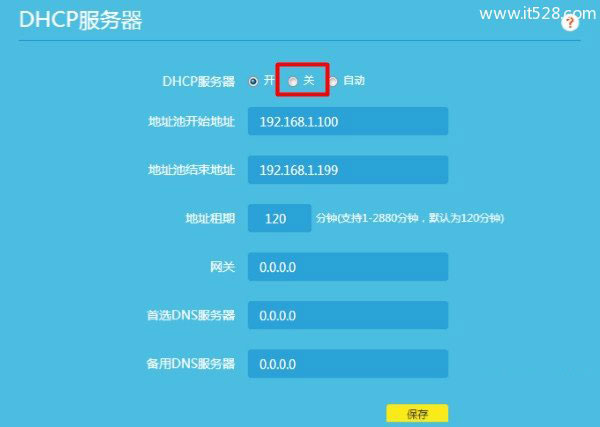 DHCP服务器
www.it528.com
?
DHCP服务器 开 关 自动
地址池开始地址 192.168.1.100
地址池结束地址 192.168.1.199
地址租期 120 分钟(支持1-2880分钟，默认为120分钟)
网关 0.0.0.0
首选DNS服务器 0.0.0.0
备用DNS服务器 0.0.0.0
保存